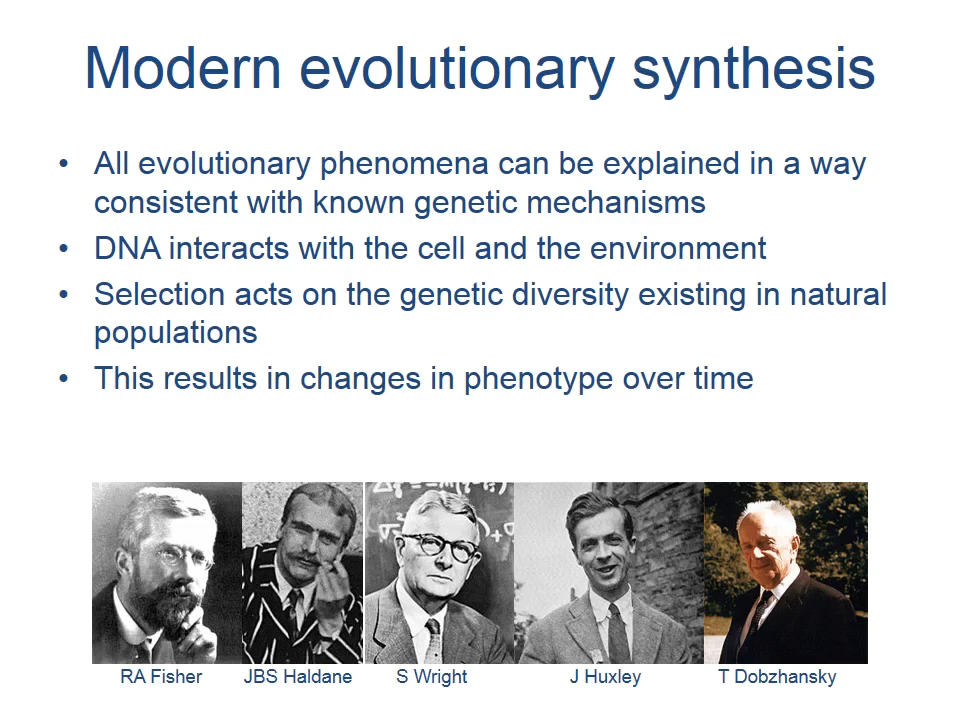 Modern evolutionary synthesis
• All evolutionary phenomena can be explained in a way
consistent with known genetic mechanisms
• DNA interacts with the cell and the environment
• Selection acts on the genetic diversity existing in natural
populations
• This results in changes in phenotype over time
RA Fisher JBS Haldane S Wright J Huxley T Dobzhansky